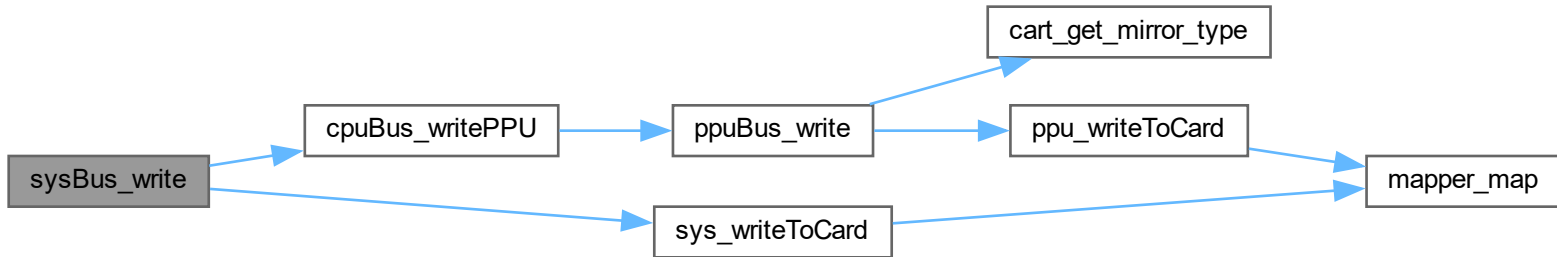 cart_get_mirror_type
cpuBus_writePPU
ppuBus_write
ppu_writeToCard
sysBus_write
mapper_map
sys_writeToCard